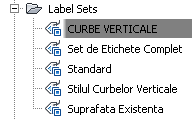 Label Sets
CURBE VERTICALE
Set de Etichete Complet
Standard
Stilul Curbelor Verticale
Suprafata Existenta